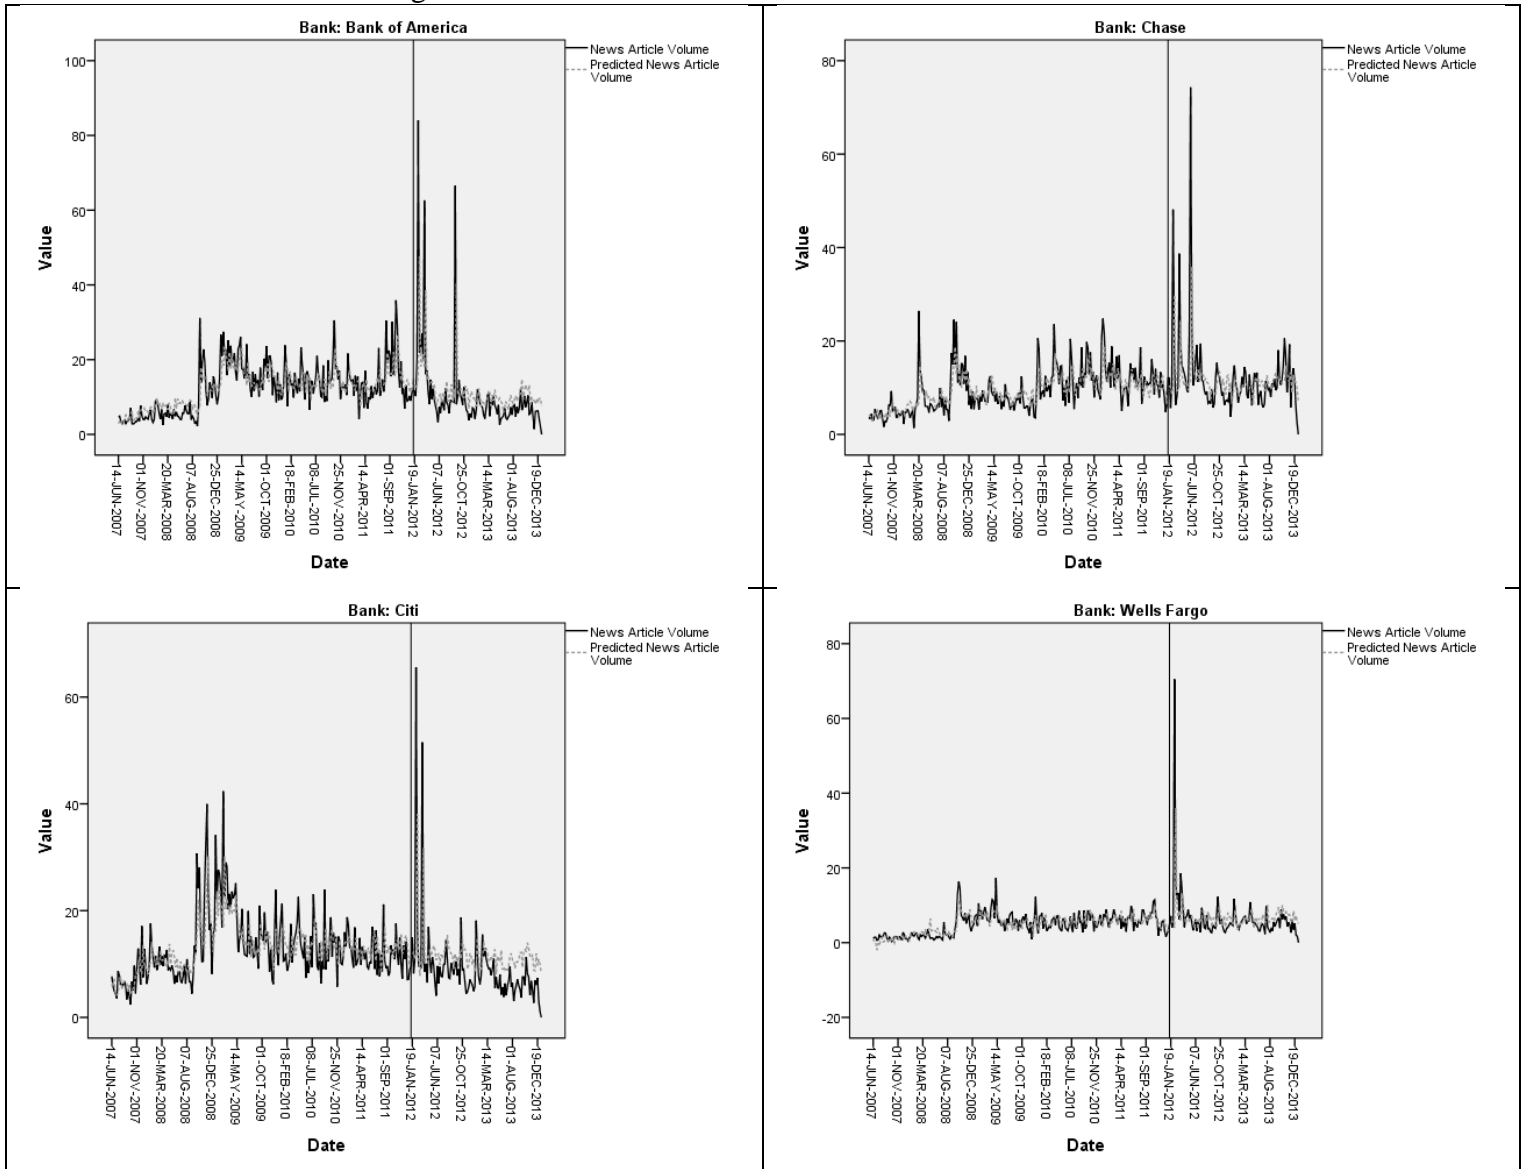 Bank: Bank of America
News Article Volume
Predicted News Article
Volume
100
80
60
40
20
0
Value
14-JUN-2007
01-NOV-2007
20-MAR-2008
07-AUG-2008
25-DEC-2008
14-MAY-2009
01-OCT-2009
18-FEB-2010
08-JUL-2010
25-NOV-2010
14-APR-2011
01-SEP-2011
19-JAN-2012
07-JUN-2012
25-OCT-2012
14-MAR-2013
01-AUG-2013
19-DEC-2013
Date
Bank: Chase
News Article Volume
Predicted News Article
Volume
80
60
40
20
0
Value
14-JUN-2007
01-NOV-2007
20-MAR-2008
07-AUG-2008
25-DEC-2008
14-MAY-2009
01-OCT-2009
18-FEB-2010
08-JUL-2010
25-NOV-2010
14-APR-2011
01-SEP-2011
19-JAN-2012
07-JUN-2012
25-OCT-2012
14-MAR-2013
01-AUG-2013
19-DEC-2013
Date
Bank: Citi
News Article Volume
Predicted News Article
Volume
60
40
20
0
Value
14-JUN-2007
01-NOV-2007
20-MAR-2008
07-AUG-2008
25-DEC-2008
14-MAY-2009
01-OCT-2009
18-FEB-2010
08-JUL-2010
25-NOV-2010
14-APR-2011
01-SEP-2011
19-JAN-2012
07-JUN-2012
25-OCT-2012
14-MAR-2013
01-AUG-2013
19-DEC-2013
Date
Bank: Wells Fargo
News Article Volume
Predicted News Article
Volume
80
60
40
20
0
-20
Value
14-JUN-2007
01-NOV-2007
20-MAR-2008
07-AUG-2008
25-DEC-2008
14-MAY-2009
01-OCT-2009
18-FEB-2010
08-JUL-2010
25-NOV-2010
14-APR-2011
01-SEP-2011
19-JAN-2012
07-JUN-2012
25-OCT-2012
14-MAR-2013
01-AUG-2013
19-DEC-2013
Date